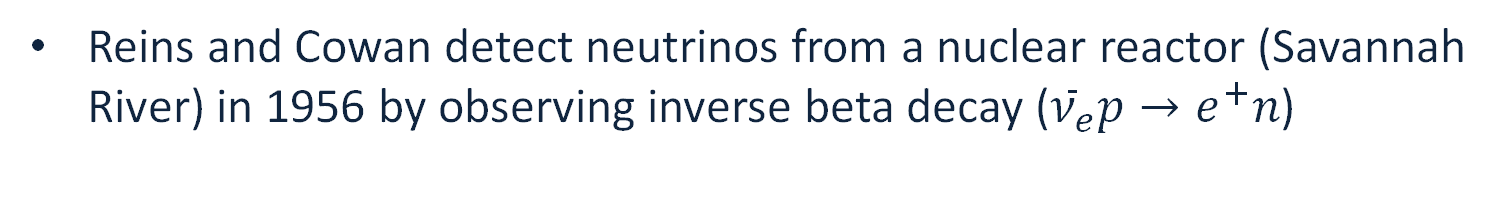 • Reins and Cowan detect neutrinos from a nuclear reactor (Savannah
River) in 1956 by observing inverse beta decay (ν̄ₑp → e⁺n)